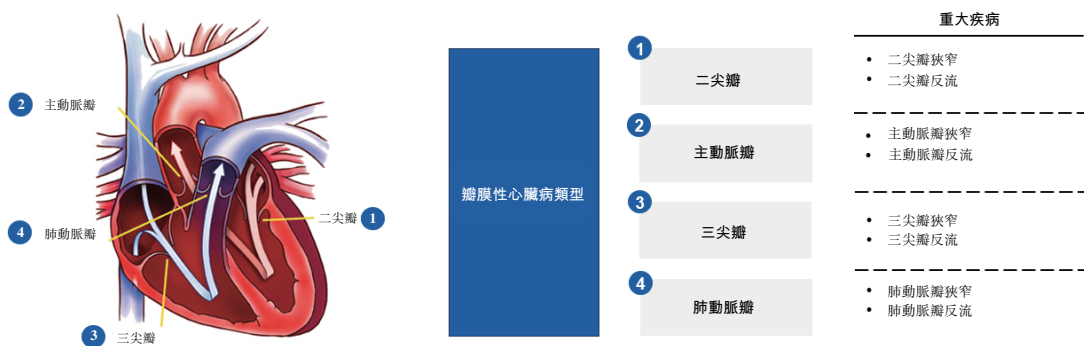 2 主動脈瓣
4 肺動脈瓣
二尖瓣 1
3 三尖瓣
瓣膜性心臟病類型
重大疾病
1
二尖瓣
• 二尖瓣狹窄
• 二尖瓣反流
2
主動脈瓣
• 主動脈瓣狹窄
• 主動脈瓣反流
3
三尖瓣
• 三尖瓣狹窄
• 三尖瓣反流
4
肺動脈瓣
• 肺動脈瓣狹窄
• 肺動脈瓣反流